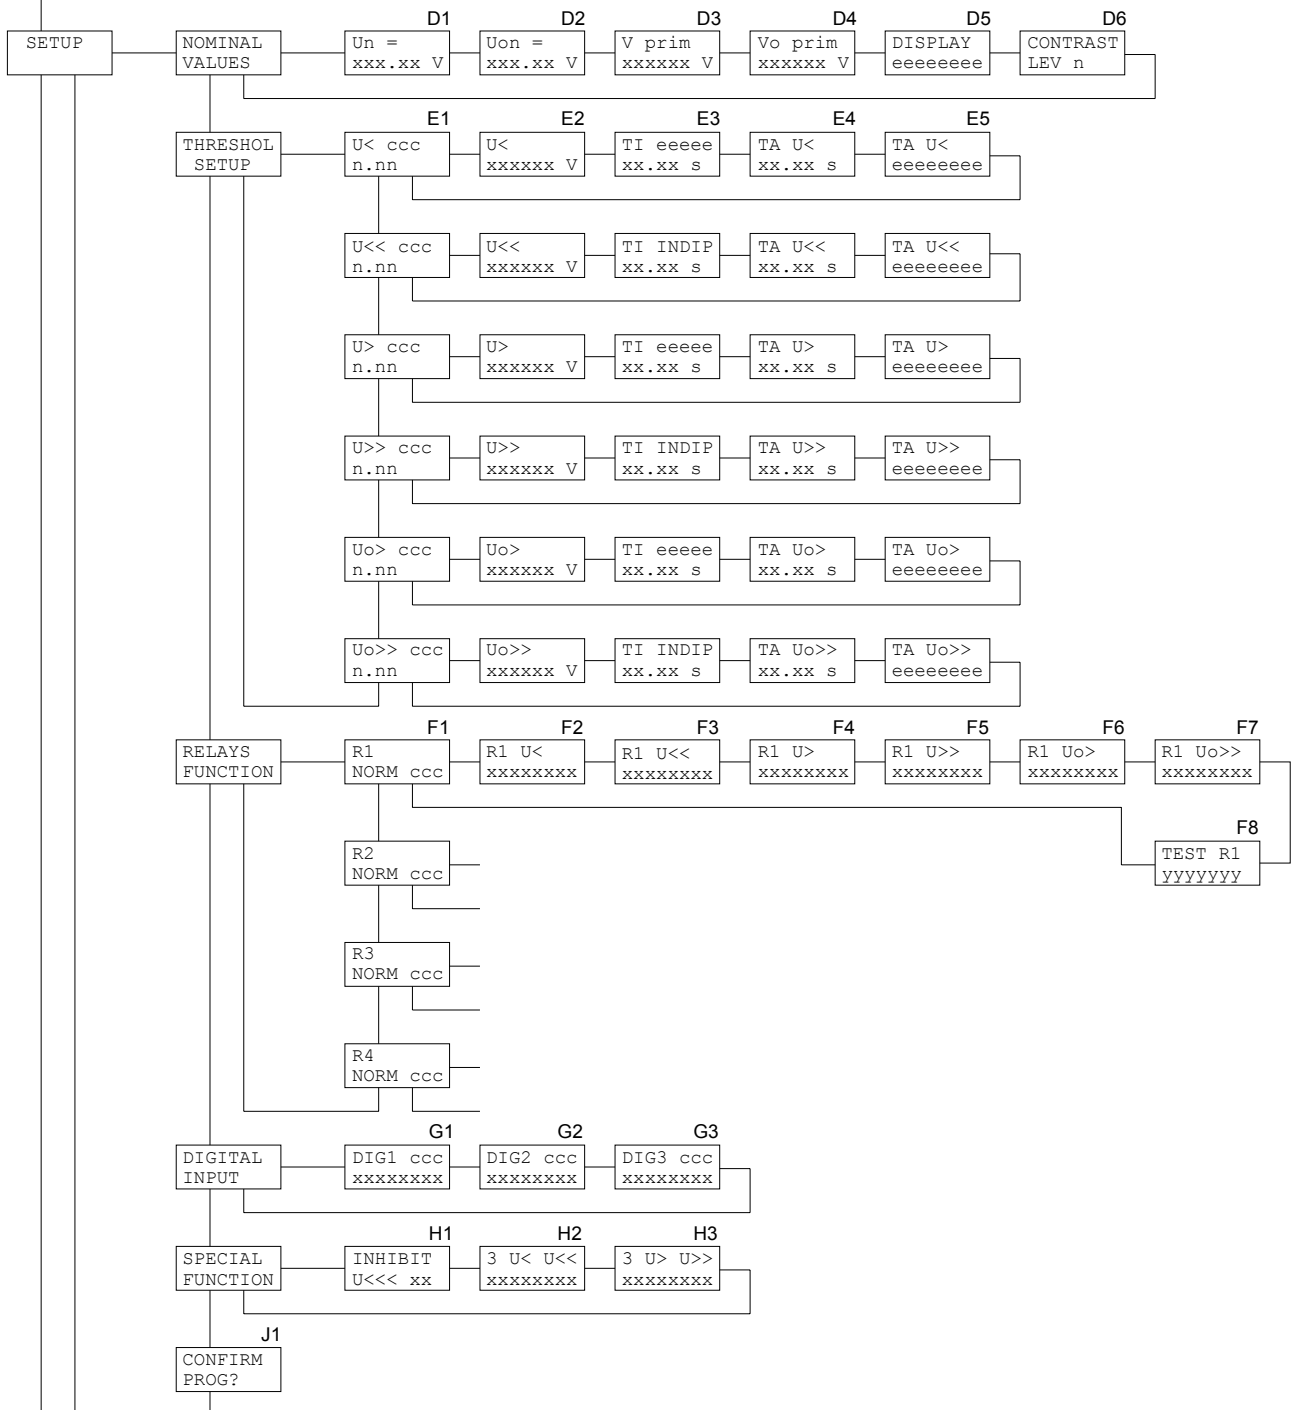 D1 D2 D3 D4 D5 D6
SETUP NOMINAL Un = Uon = V prim Vo prim DISPLAY CONTRAST
VALUES xxx.xx V xxx.xx V xxxxxx V xxxxxx V eeeeeeee LEV n
E1 E2 E3 E4 E5
THRESHOL U< ccc U< TI eeeee TA U< TA U<
SETUP n.nn xxxxxx V xx.xx s xx.xx s eeeeeeee
U<< ccc U<< TI INDIP TA U<< TA U<<
n.nn xxxxxx V xx.xx s xx.xx s eeeeeeee
U> ccc U> TI eeeee TA U> TA U>
n.nn xxxxxx V xx.xx s xx.xx s eeeeeeee
U>> ccc U>> TI INDIP TA U>> TA U>>
n.nn xxxxxx V xx.xx s xx.xx s eeeeeeee
Uo> ccc Uo> TI eeeee TA Uo> TA Uo>
n.nn xxxxxx V xx.xx s xx.xx s eeeeeeee
Uo>> ccc Uo>> TI INDIP TA Uo>> TA Uo>>
n.nn xxxxxx V xx.xx s xx.xx s eeeeeeee
F1 F2 F3 F4 F5 F6 F7
RELAYS R1 R1 U< R1 U<< R1 U> R1 U>> R1 Uo> R1 Uo>>
FUNCTION NORM ccc xxxxxxxx xxxxxxxx xxxxxxxx xxxxxxxx xxxxxxxx xxxxxxxx
F8
R2 TEST R1
NORM ccc yyyyyyy
R3
NORM ccc
R4
NORM ccc
G1 G2 G3
DIGITAL DIG1 ccc DIG2 ccc DIG3 ccc
INPUT xxxxxxxx xxxxxxxx xxxxxxxx
H1 H2 H3
SPECIAL INHIBIT 3 U< U<< 3 U> U>>
FUNCTION U<<< xx xxxxxxxx xxxxxxxx
J1
CONFIRM
PROG?